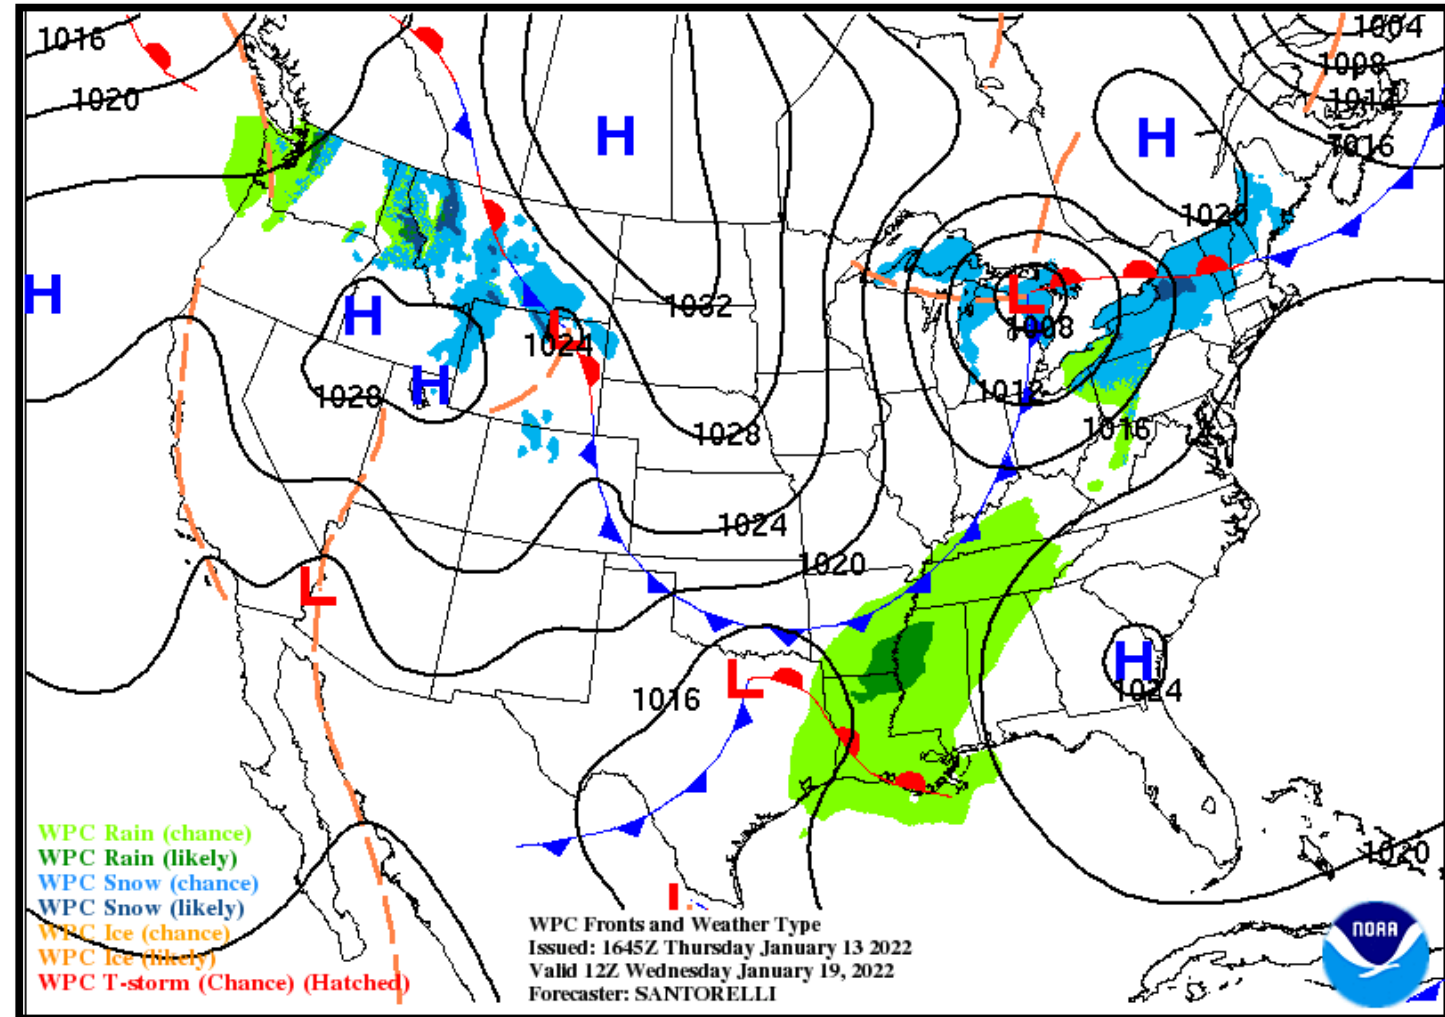 1004
1016
1008
1020
1012
1016
H
H
1020
H
1032
L
1008
H
L
1024
H
1012
1028
1016
1028
1024
1020
L
H
L
1016
1024
WPC Rain (chance)
WPC Rain (likely)
1020
WPC Snow (chance)
WPC Snow (likely)
L
WPC Ice (chance)
WPC Ice (likely)
WPC T-storm (Chance) (Hatched)
WPC Fronts and Weather Type
Issued: 1645Z Thursday January 13 2022
Valid 12Z Wednesday January 19, 2022
Forecaster: SANTORELLI
NOAA